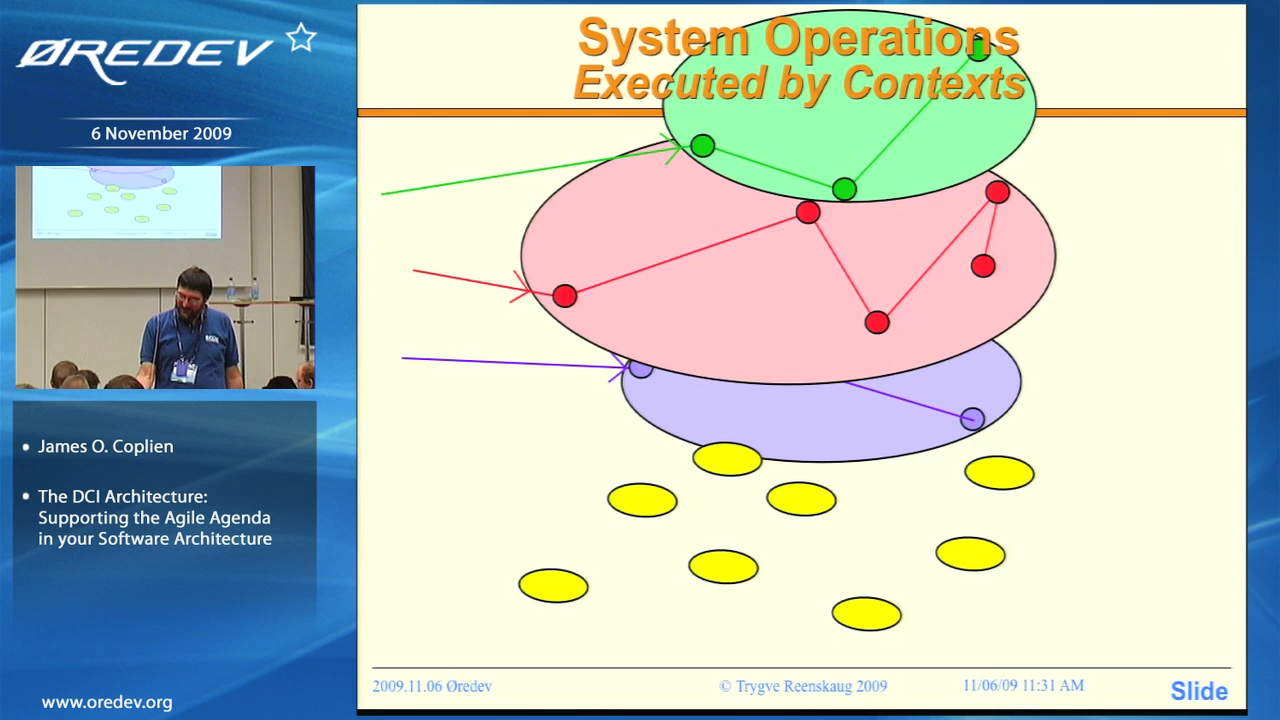 ØREDEV
6 November 2009
James O. Coplien
The DCI Architecture:
Supporting the Agile Agenda
in your Software Architecture
www.oredev.org
System Operations
Executed by Contexts
2009.11.06 Øredev
© Trygve Reenskaug 2009
11/06/09 11:31 AM
Slide